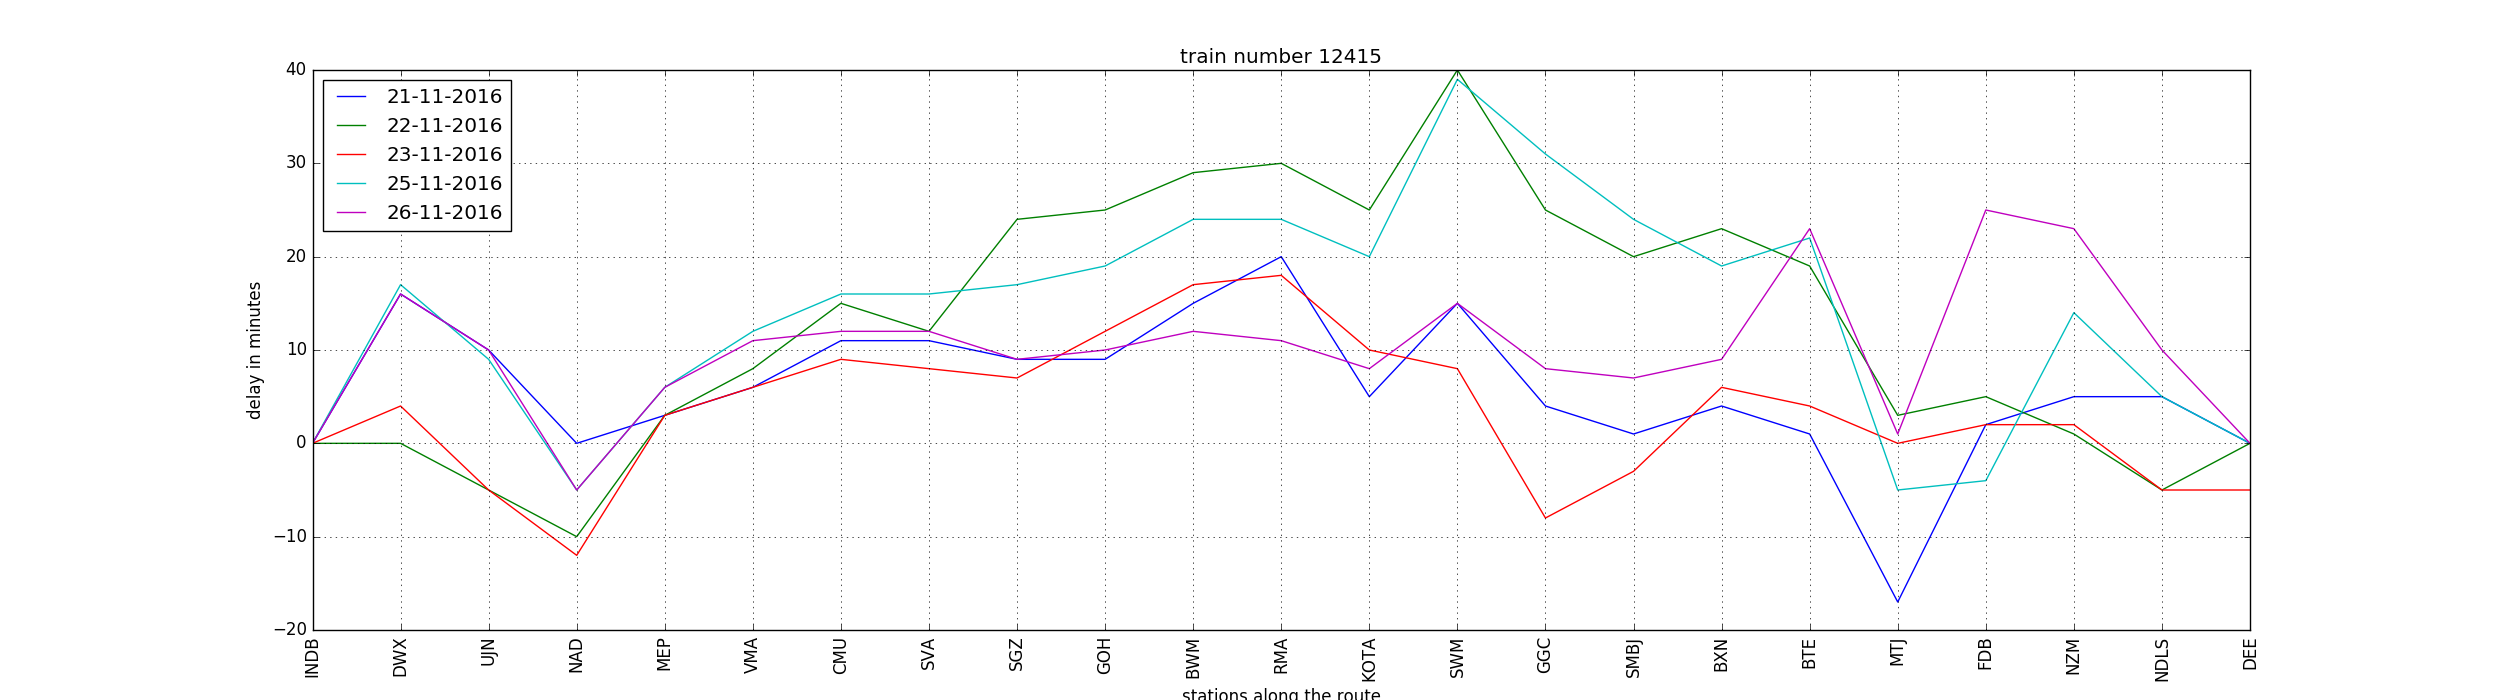 train number 12415
40
30
20
10
0
−10
−20
delay in minutes
21-11-2016
22-11-2016
23-11-2016
25-11-2016
26-11-2016
INDB
DWX
UJN
NAD
MEP
VMA
CMU
SVA
SGZ
GOH
BWM
RMA
KOTA
SWM
GGC
SMBJ
BXN
BTE
MTJ
FDB
NZM
NDLS
DEE
stations along the route